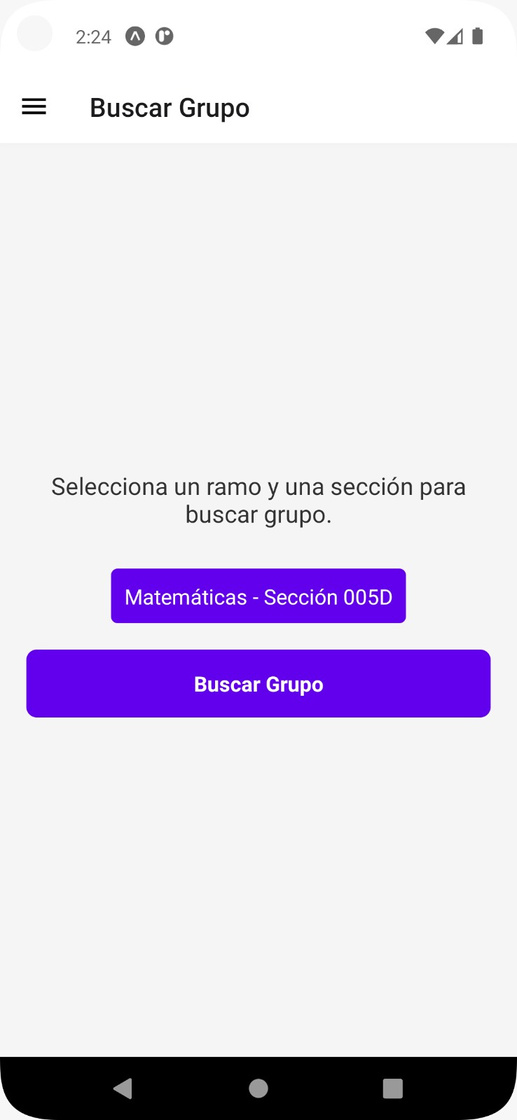 2:24
Buscar Grupo
Selecciona un ramo y una sección para
buscar grupo.
Matemáticas - Sección 005D
Buscar Grupo